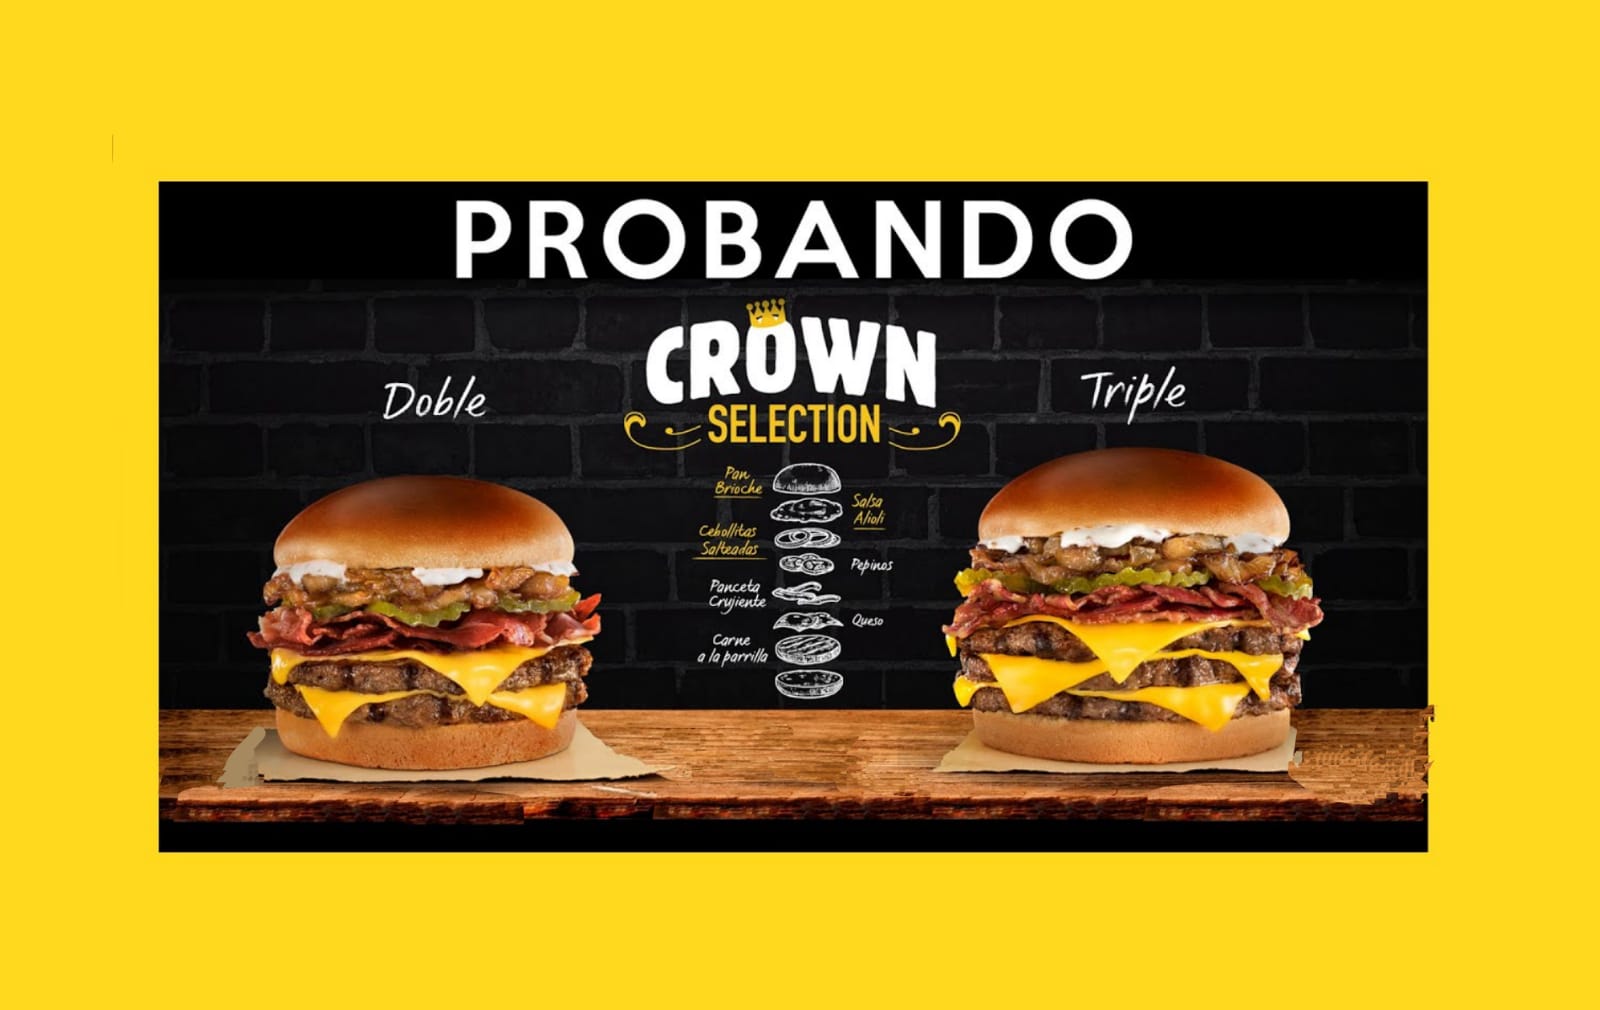 PROBANDO
CROWN
SELECTION
Doble
Triple
Pan
Brioche
Salsa
Alioli
Cebollitas
Salteadas
Pepinos
Panceta
Crujiente
Queso
Carne
a la parrilla